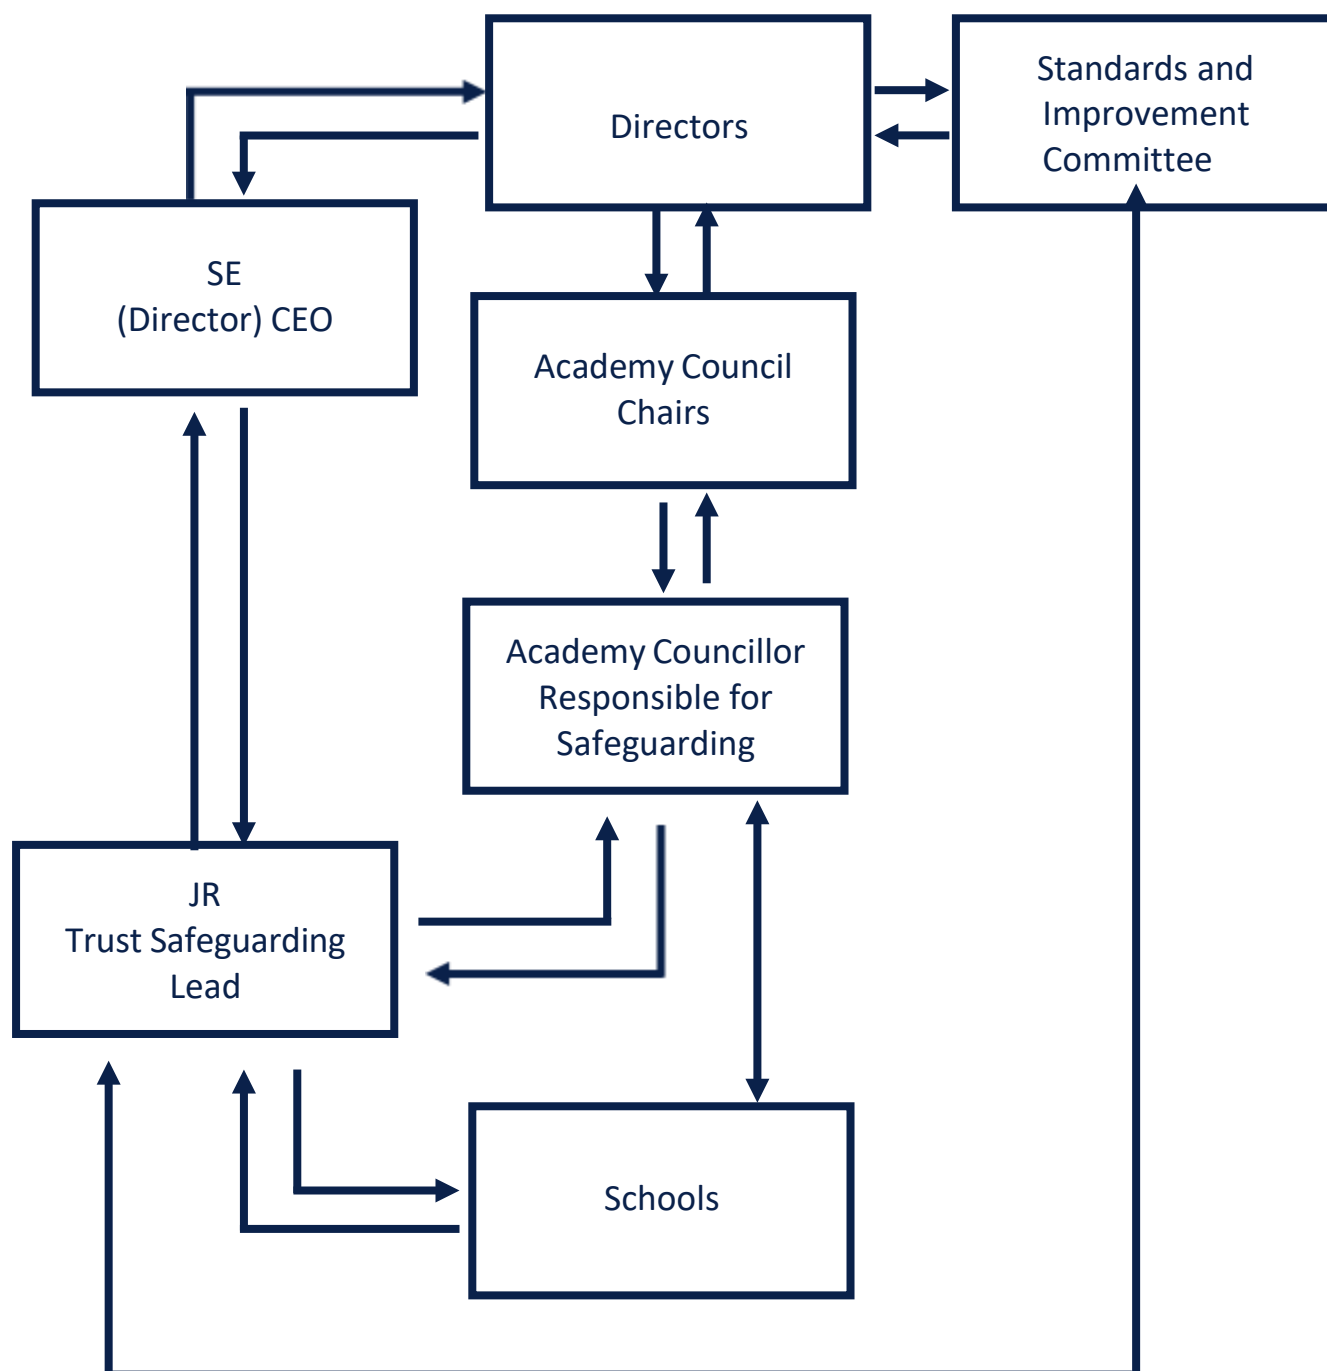 Directors
Standards and
Improvement
Committee
SE
(Director) CEO
Academy Council
Chairs
Academy Councillor
Responsible for
Safeguarding
JR
Trust Safeguarding
Lead
Schools